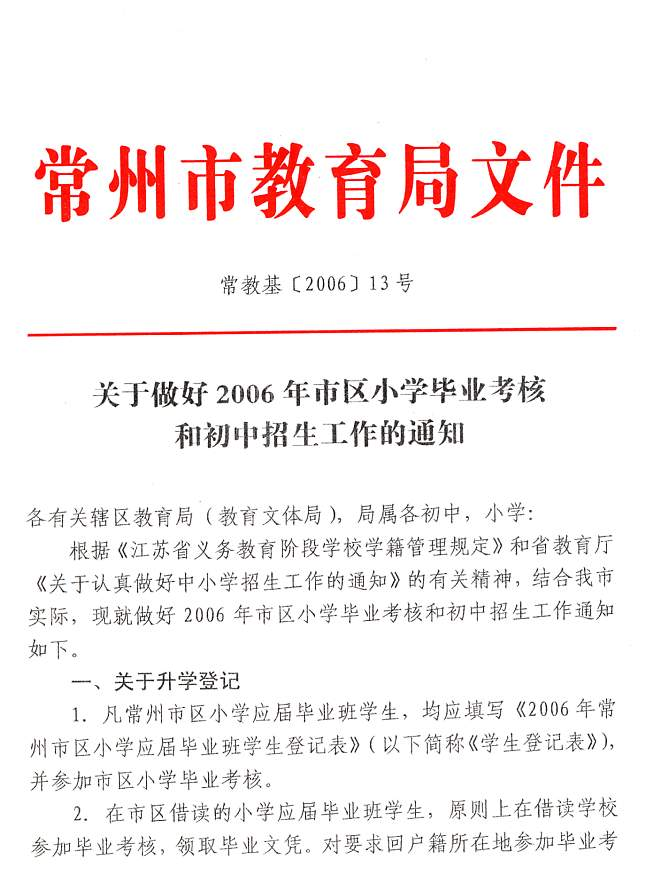 常州市教育局文件
常教基〔2006〕13号
关于做好 2006 年市区小学毕业考核
和初中招生工作的通知
各有关辖区教育局（教育文体局），局属各初中，小学：
根据《江苏省义务教育阶段学校学籍管理规定》和省教育厅
《关于认真做好中小学招生工作的通知》的有关精神，结合我市
实际，现就做好 2006 年市区小学毕业考核和初中招生工作通知
如下。
一、关于升学登记
1．凡常州市区小学应届毕业班学生，均应填写《2006 年常
州市区小学应届毕业班学生登记表》（以下简称《学生登记表》），
并参加市区小学毕业考核。
2．在市区借读的小学应届毕业班学生，原则上在借读学校
参加毕业考核，领取毕业文凭。对要求回户籍所在地参加毕业考